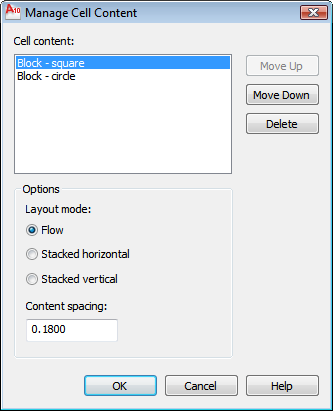 A10 Manage Cell Content
Cell content:
Block - square
Block - circle
Move Up
Move Down
Delete
Options
Layout mode:
Flow
Stacked horizontal
Stacked vertical
Content spacing:
0.1800
OK
Cancel
Help